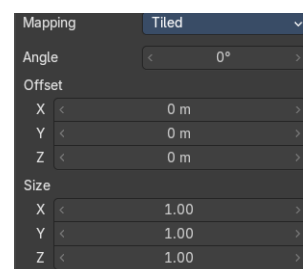 Mapping Tiled
Angle 0°
Offset
X 0 m
Y 0 m
Z 0 m
Size
X 1.00
Y 1.00
Z 1.00